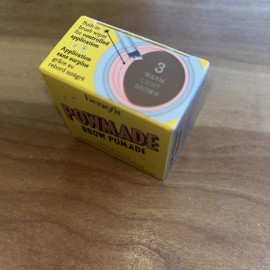 Built-in
brush wiper
for controlled
application
Application
sans surplus
grâce au
rebord intégré
3
WARM
LIGHT
BROWN
benefit
POWMADE
BROW POMADE